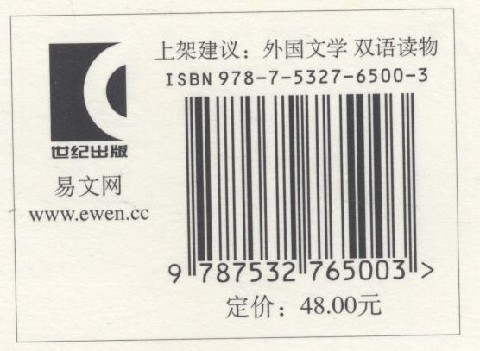 上架建议：外国文学 双语读物
ISBN 978-7-5327-6500-3
世纪出版
易文网
www.ewen.cc
9 787532 765003 >
定价：48.00元